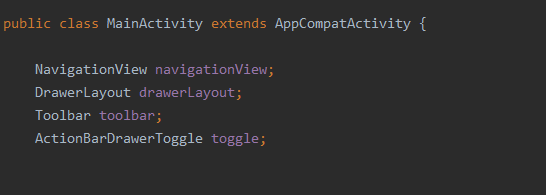 public class MainActivity extends AppCompatActivity {
NavigationView navigationView;
DrawerLayout drawerLayout;
Toolbar toolbar;
ActionBarDrawerToggle toggle;